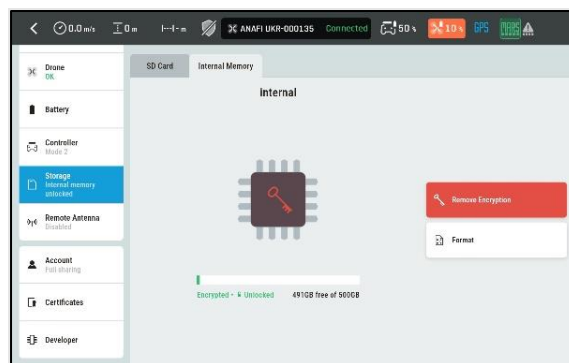 0.0 m/s
0 m
- m
ANAFI UKR-000135 Connected
50 %
10 %
GPS
Drone
OK
Battery
Controller
Mode 2
Storage
Internal memory
unlocked
Remote Antenna
Disabled
Account
Full sharing
Certificates
Developer
SD Card
Internal Memory
internal
Encrypted - Unlocked
491GB free of 500GB
Remove Encryption
Format